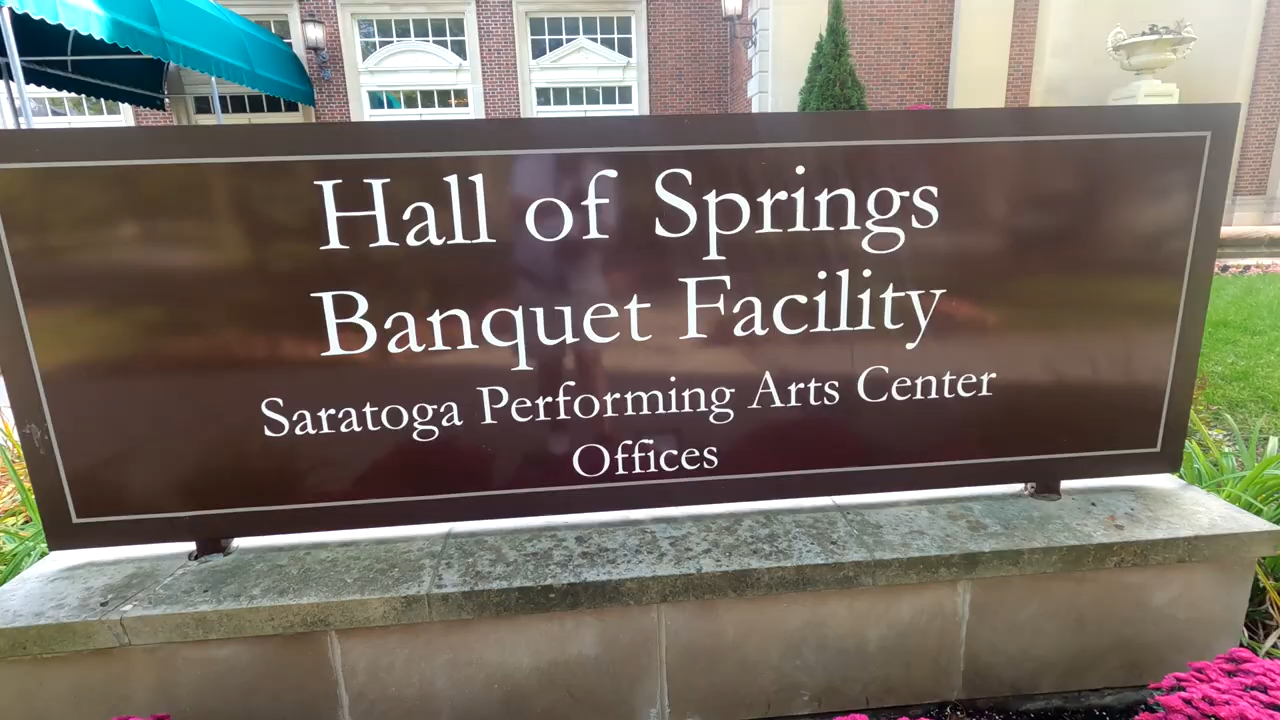 Hall of Springs
Banquet Facility
Saratoga Performing Arts Center
Offices